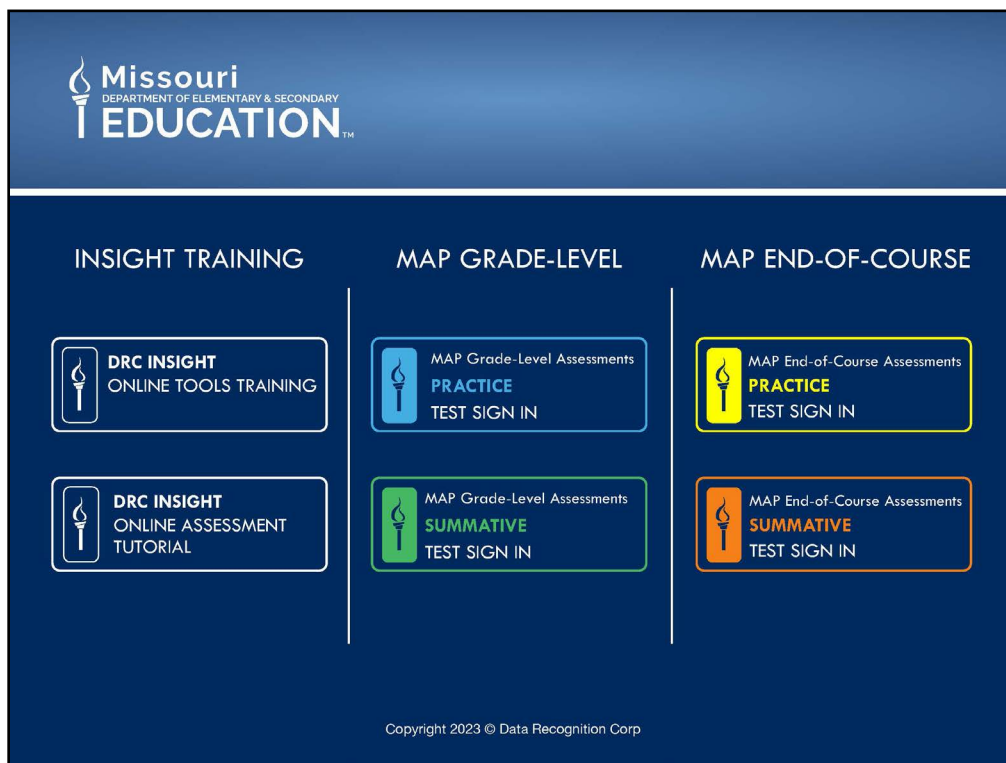 Missouri
DEPARTMENT OF ELEMENTARY & SECONDARY
EDUCATION™
INSIGHT TRAINING
DRC INSIGHT
ONLINE TOOLS TRAINING
DRC INSIGHT
ONLINE ASSESSMENT
TUTORIAL
MAP GRADE-LEVEL
MAP Grade-Level Assessments
PRACTICE
TEST SIGN IN
MAP Grade-Level Assessments
SUMMATIVE
TEST SIGN IN
MAP END-OF-COURSE
MAP End-of-Course Assessments
PRACTICE
TEST SIGN IN
MAP End-of-Course Assessments
SUMMATIVE
TEST SIGN IN
Copyright 2023 © Data Recognition Corp